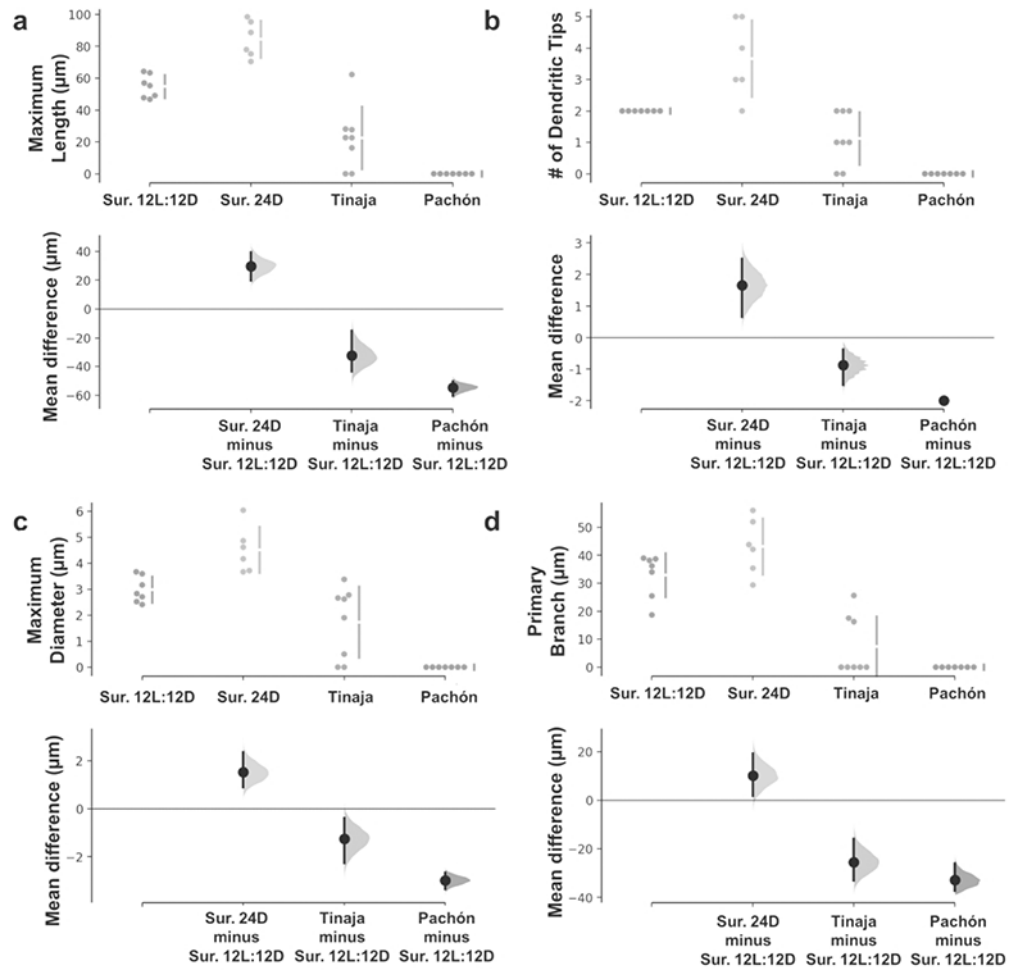 a
Maximum
Length (μm)
100
80
60
40
20
0
Sur. 12L:12D Sur. 24D Tinaja Pachón
Mean difference (μm)
40
20
0
−20
−40
−60
Sur. 24D Tinaja Pachón
minus minus minus
Sur. 12L:12D Sur. 12L:12D Sur. 12L:12D
b
# of Dendritic Tips
5
4
3
2
1
0
Sur. 12L:12D Sur. 24D Tinaja Pachón
Mean difference
3
2
1
0
-1
-2
Sur. 24D Tinaja Pachón
minus minus minus
Sur. 12L:12D Sur. 12L:12D Sur. 12L:12D
c
Maximum
Diameter (μm)
6
5
4
3
2
1
0
Sur. 12L:12D Sur. 24D Tinaja Pachón
Mean difference (μm)
2
0
−2
Sur. 24D Tinaja Pachón
minus minus minus
Sur. 12L:12D Sur. 12L:12D Sur. 12L:12D
d
Primary
Branch (μm)
50
40
30
20
10
0
Sur. 12L:12D Sur. 24D Tinaja Pachón
Mean difference (μm)
20
0
−20
−40
Sur. 24D Tinaja Pachón
minus minus minus
Sur. 12L:12D Sur. 12L:12D Sur. 12L:12D